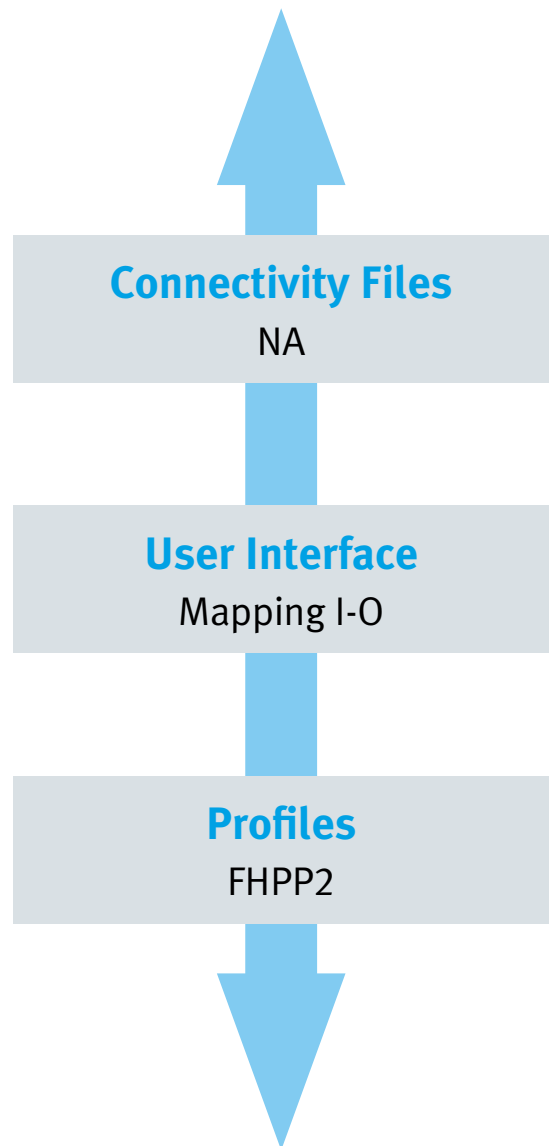 Connectivity Files
NA
User Interface
Mapping I-O
Profiles
FHPP2